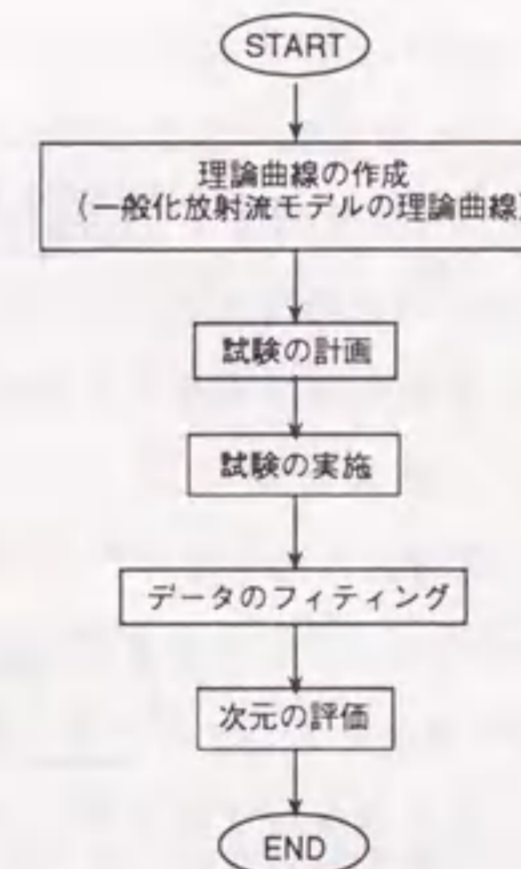 START
理論曲線の作成
(一般化放射流モデルの理論曲線)
試験の計画
試験の実施
データのフィティング
次元の評価
END